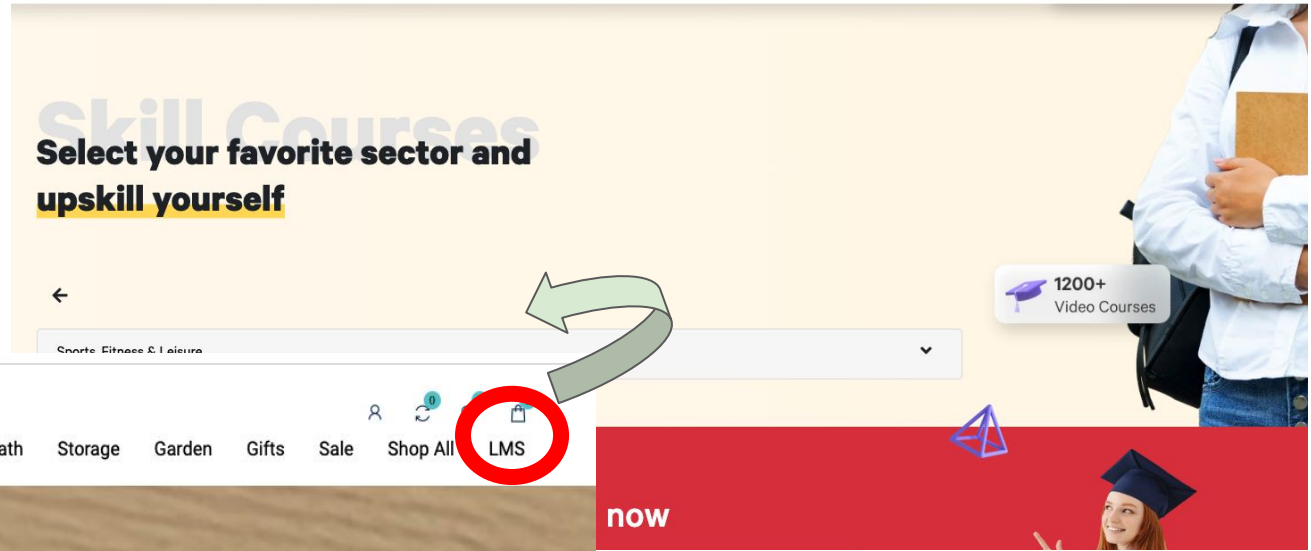 Skill Courses
Select your favorite sector and
upskill yourself
1200+
Video Courses
Sports, Fitness & Leisure
0
ath Storage Garden Gifts Sale Shop All LMS
now